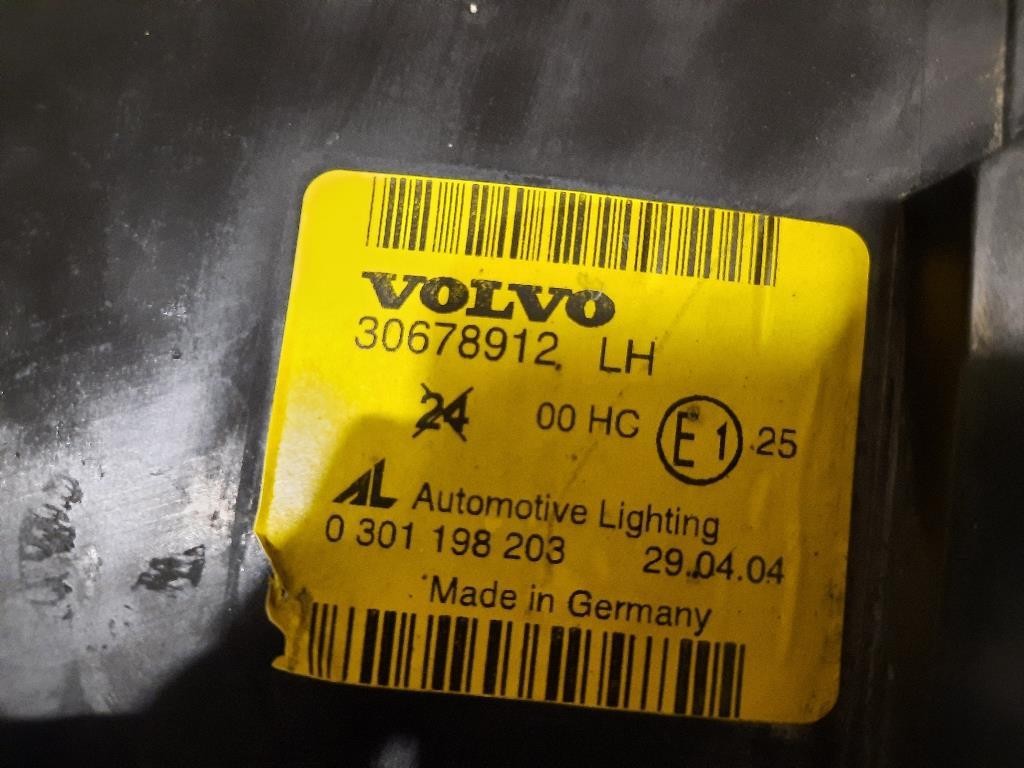 VOLVO
30678912 LH
24 00 HC E1 25
AL Automotive Lighting
0 301 198 203 29.04.04
Made in Germany